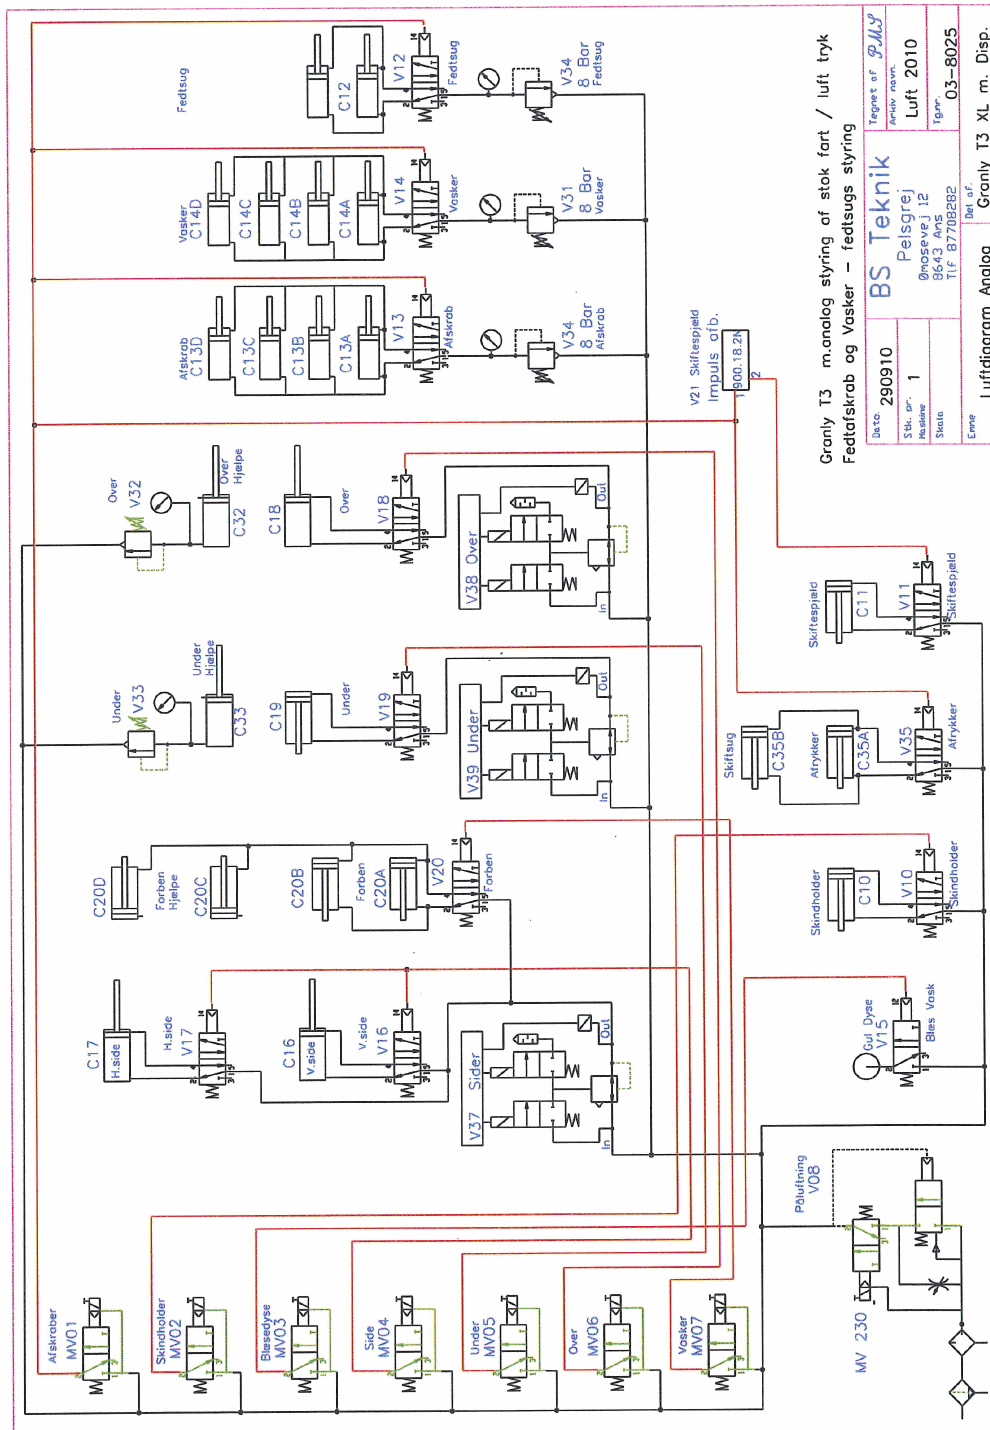 Afskraber
MV01
Skindholder
MV02
Blæsedyse
MV03
Side
MV04
Under
MV05
Over
MV06
Vasker
MV07
MV 230
Påluftning
V08
C17
H.side
H.side
V17
C16
V.side
V.side
V16
V37 Sider
In
Out
C20D
Forben
Hjælpe
C20C
C20B
Forben
C20A
V20
Forben
Under
V33
Under
Hjælpe
C33
C19
Under
V19
V39 Under
In
Out
Over
V32
Over
Hjælpe
C32
C18
Over
V18
V38 Over
In
Out
Afskrab
C13D
C13C
C13B
C13A
V13
Afskrab
V34
8 Bar
Afskrab
Vasker
C14D
C14C
C14B
C14A
V14
Vasker
V31
8 Bar
Vasker
Fedtsug
C12
V12
Fedtsug
V34
8 Bar
Fedtsug
Gul Dyse
V15
Blæs Vask
Skindholder
C10
V10
Skindholder
Skiftsug
C35B
Afrykker
C35A
V35
Afrykker
Skiftespjæld
C11
V11
Skiftespjæld
V21 Skiftespjæld
Impuls afb.
1 900.18.2N
2
Granly T3 m.analog styring af stok fart / luft tryk
Fedtafskrab og Vasker – fedtsugs styring
Dato. 290910
Stk. pr. 1
Maskine
Skala
Emne
Luftdiagram Analog
BS Teknik
Pelsgrej
Ømosevej 12
8643 Ans
Tlf 87708282
Tegnet af PMS
Arkiv navn.
Luft 2010
Tg.nr.
03-8025
Del af.
Granly T3 XL m. Disp.